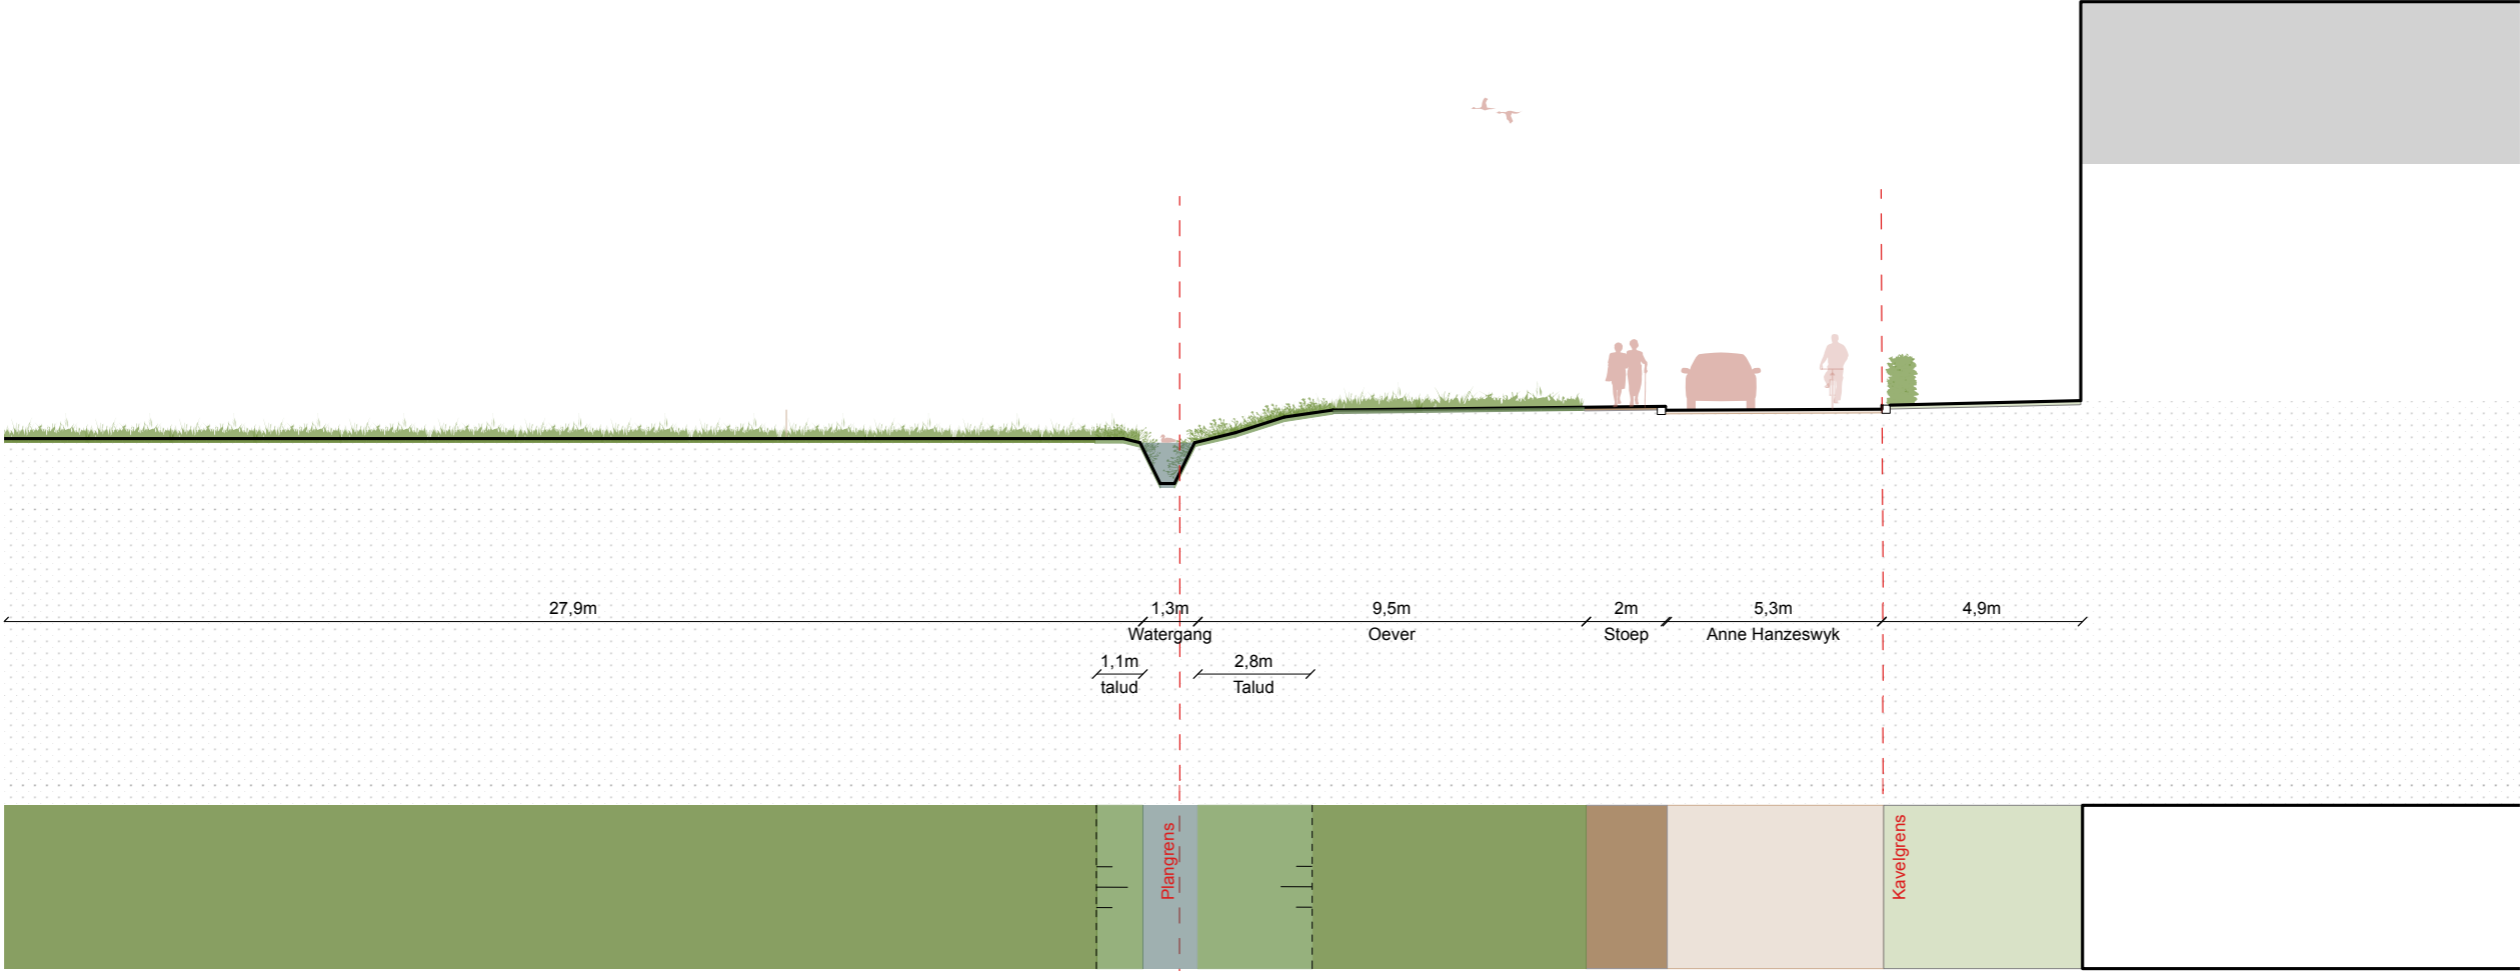 27,9m
1,3m
9,5m
2m
5,3m
4,9m
Watergang
Oever
Stoep
Anne Hanzeswyk
1,1m
2,8m
talud
Talud
Plangrens
Kavelgrens